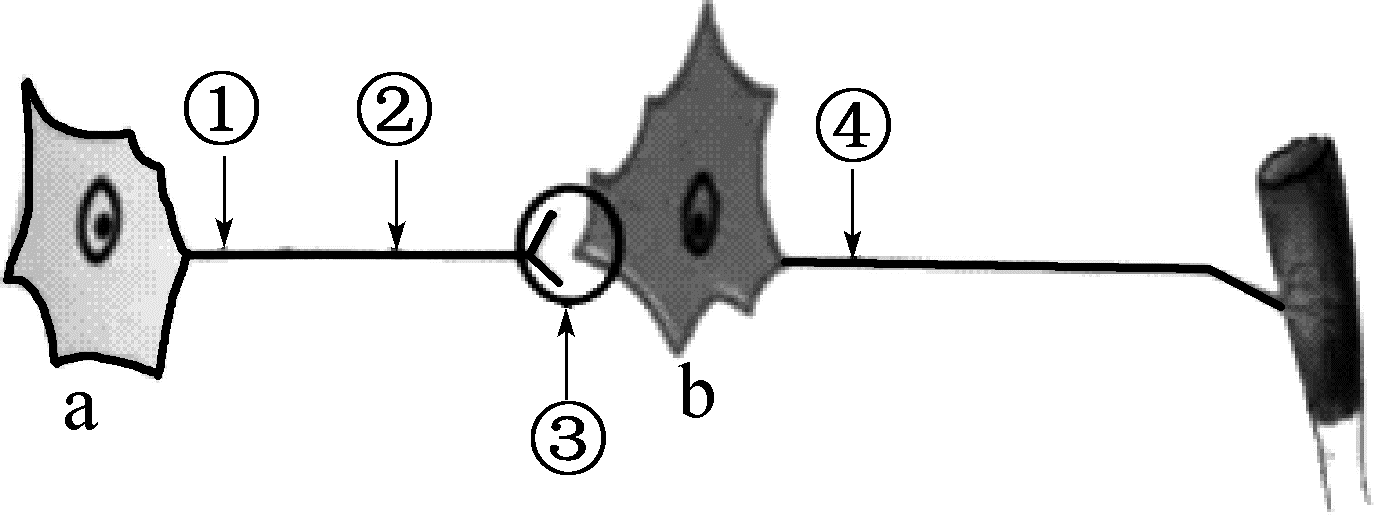 ① ② ④
a b
③